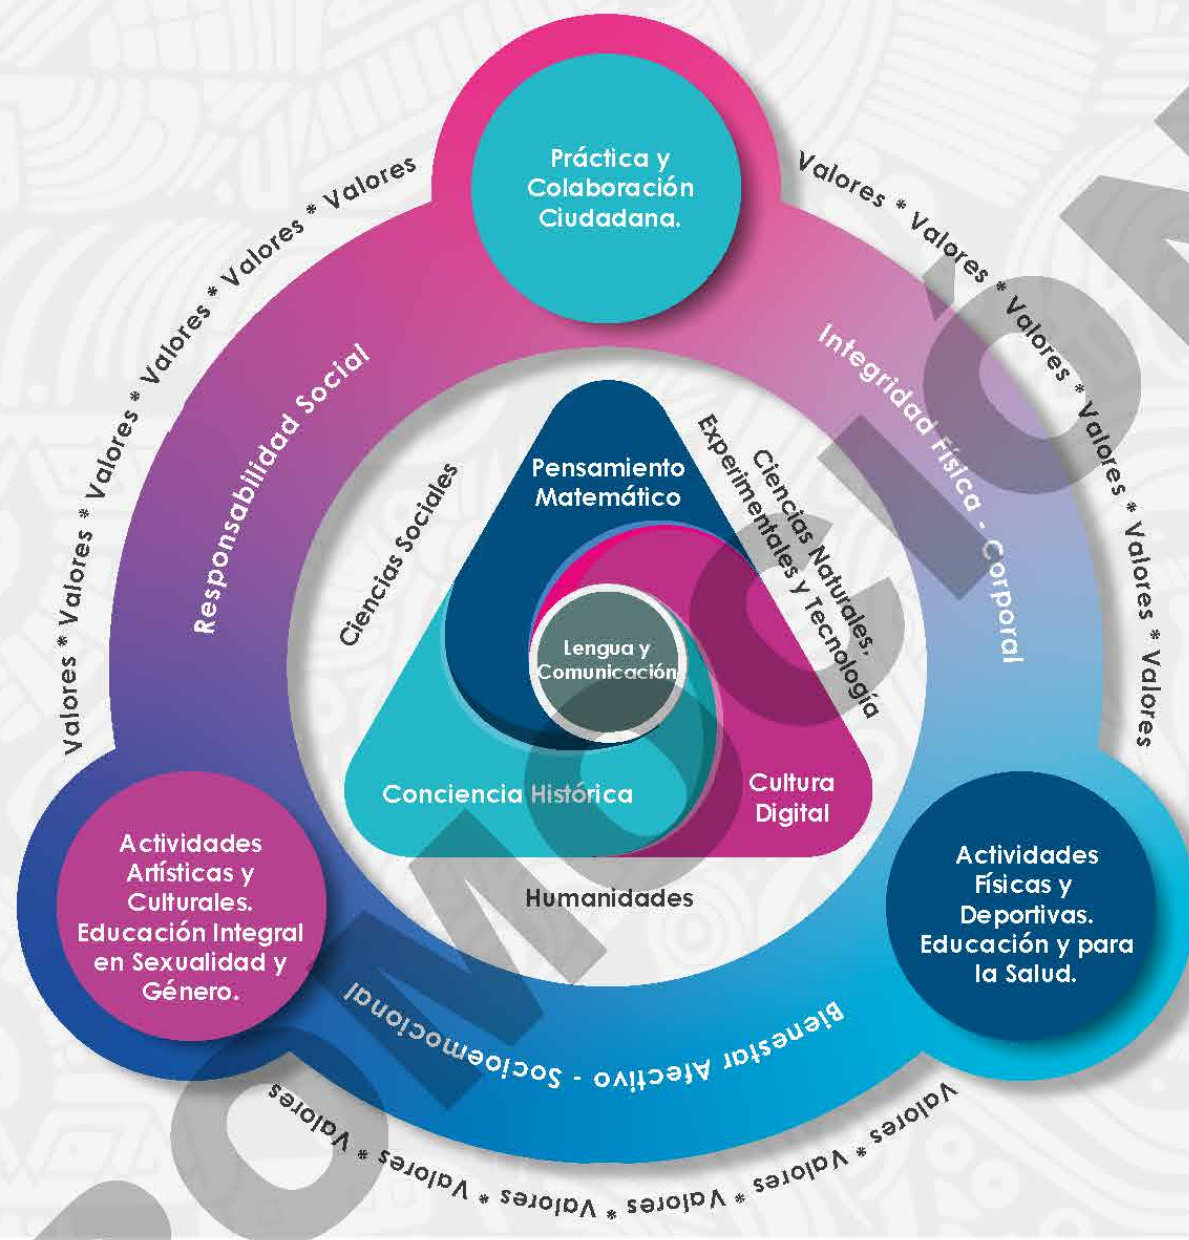 Práctica y
Colaboración
Ciudadana.
Valores * Valores * Valores * Valores * Valores * Valores * Valores
Valores * Valores * Valores * Valores * Valores * Valores
Responsabilidad Social
Integridad Física - Corporal
Ciencias Sociales
Ciencias Naturales,
Experimentales y Tecnología
Pensamiento
Matemático
Lengua y
Comunicación
Conciencia Histórica
Cultura
Digital
Humanidades
Actividades
Artísticas y
Culturales.
Educación Integral
en Sexualidad y
Género.
Actividades
Físicas y
Deportivas.
Educación y para
la Salud.
Bienestar Afectivo - Socioemocional
Valores * Valores * Valores * Valores * Valores * Valores